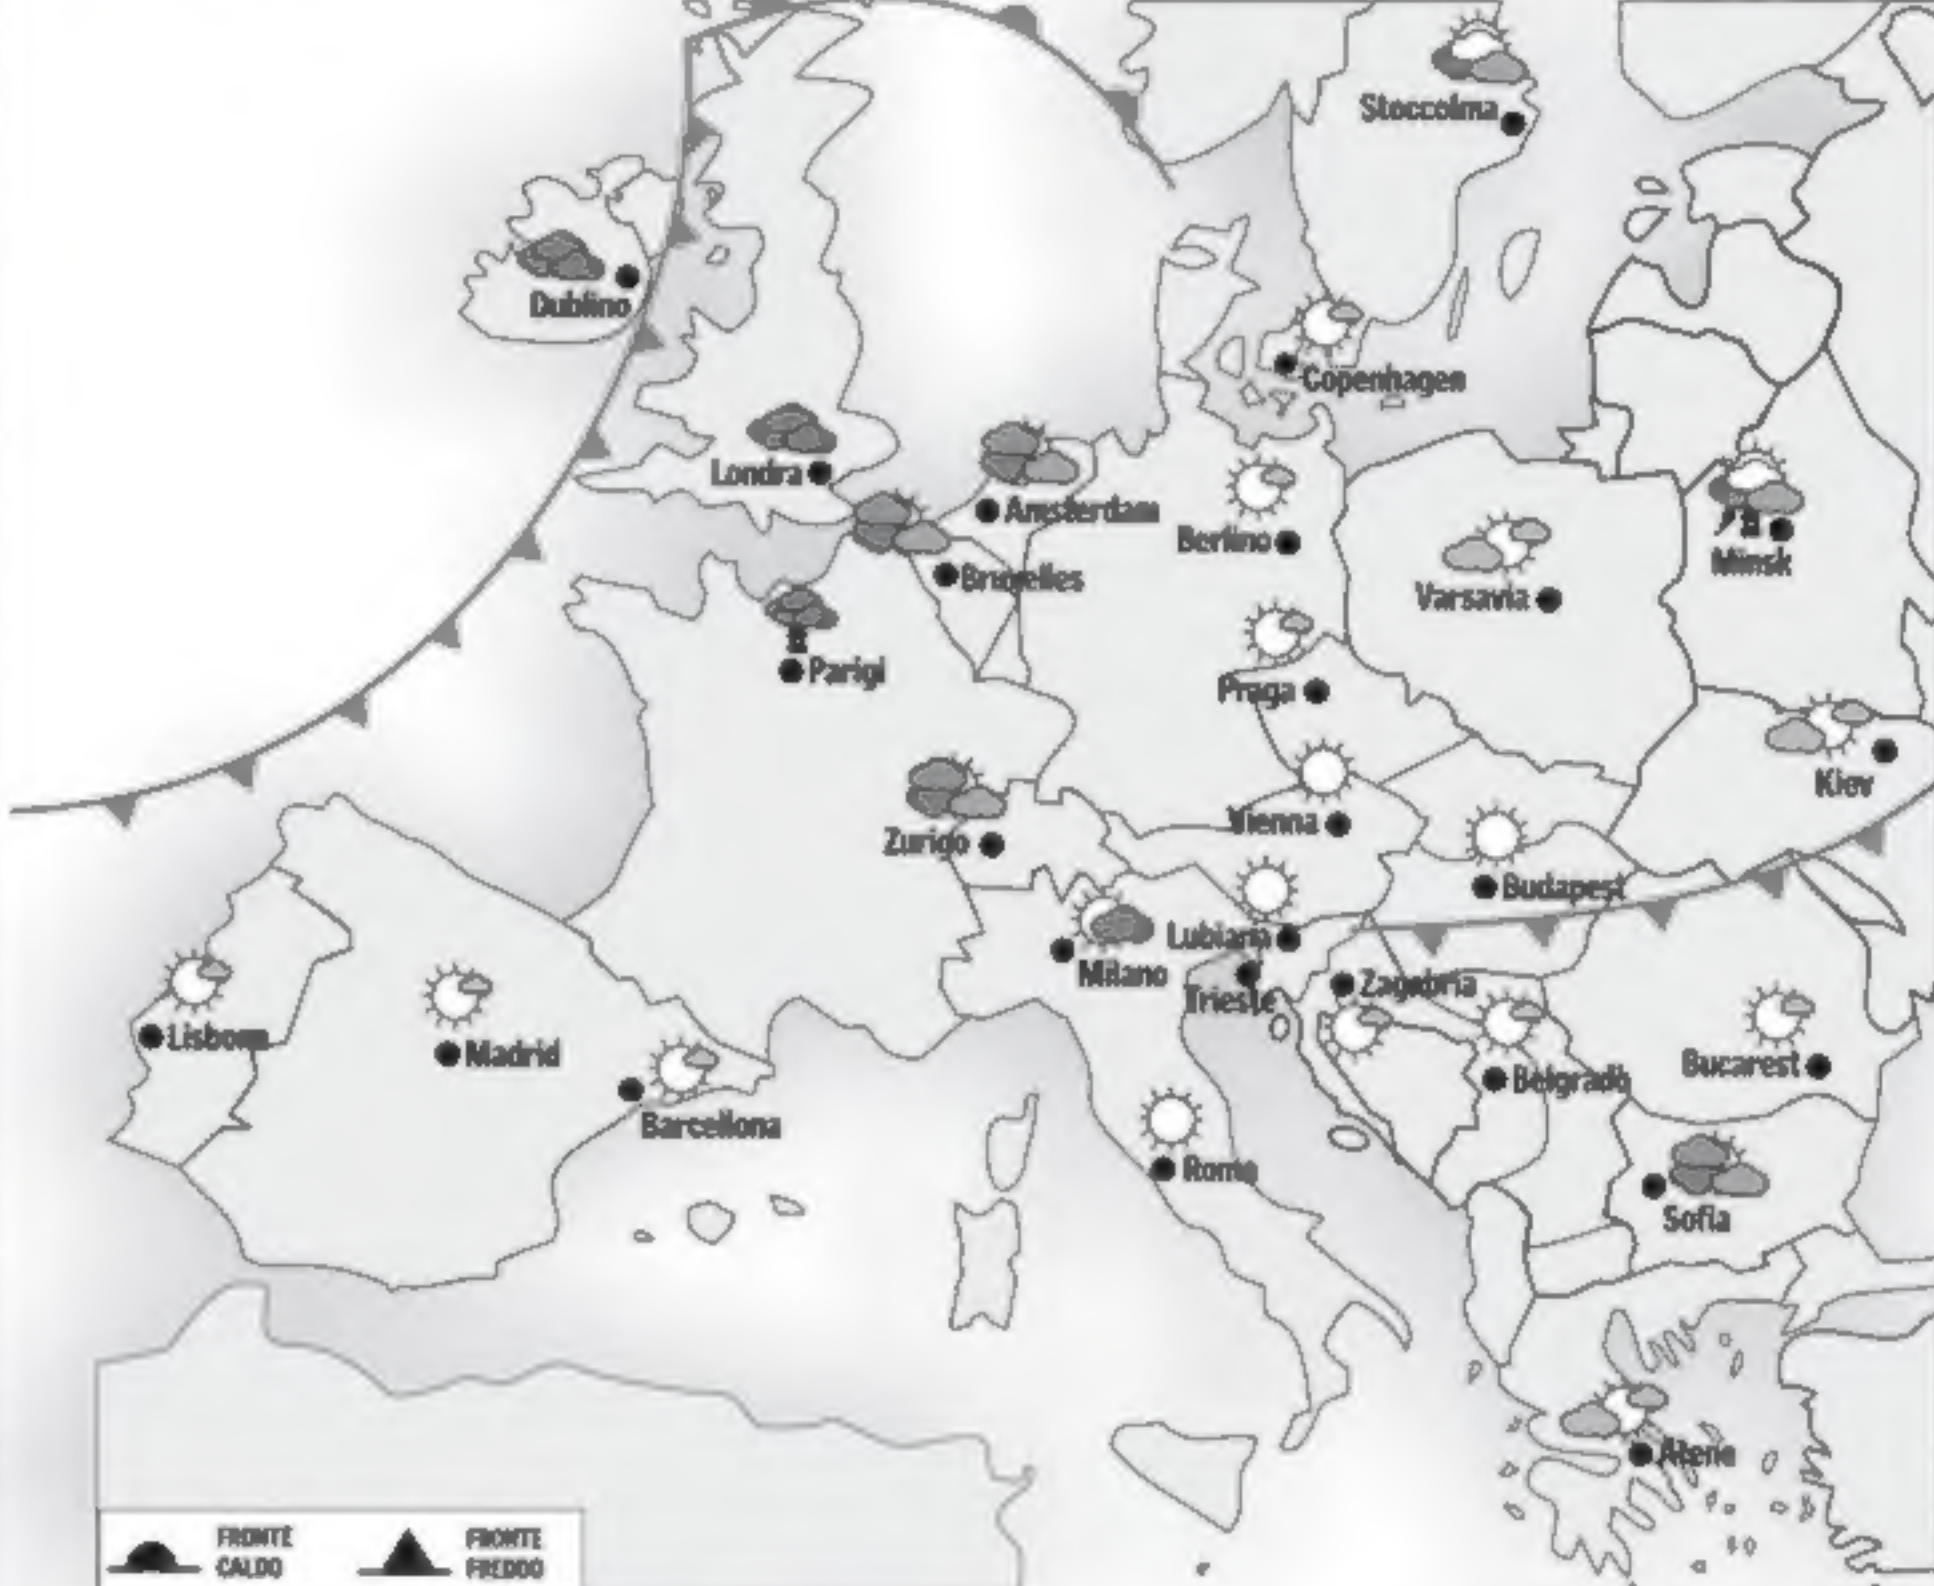 Stoccolma
Dublino
Copenhagen
Londra
Amsterdam
Berlino
Minsk
Bruxelles
Varsavia
Parigi
Praga
Kiev
Vienna
Zurigo
Budapest
Lubiana
Milano
Trieste
Zagabria
Lisbona
Madrid
Bucarest
Belgrado
Barcellona
Roma
Sofia
Atene
FRONTE
CALDO
FRONTE
FREDDO